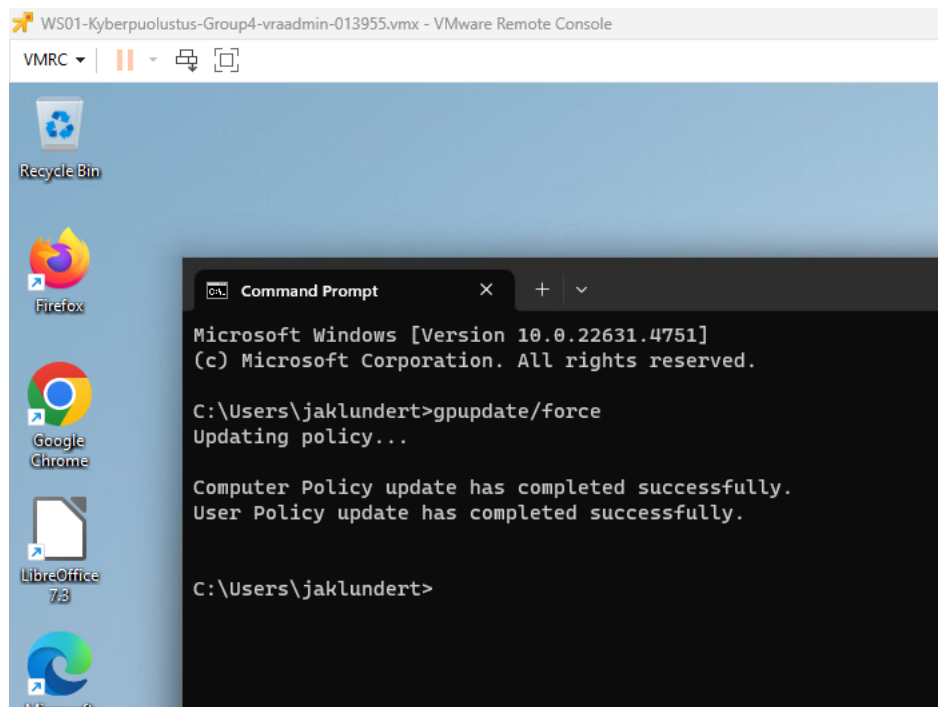 WS01-Kyberpuolustus-Group4-vraadmin-013955.vmx - VMware Remote Console
VMRC
Recycle Bin
Firefox
Google
Chrome
LibreOffice
7.3
Command Prompt
Microsoft Windows [Version 10.0.22631.4751]
(c) Microsoft Corporation. All rights reserved.
C:\Users\jaklundert>gpupdate/force
Updating policy...
Computer Policy update has completed successfully.
User Policy update has completed successfully.
C:\Users\jaklundert>